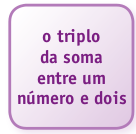 o triplo
da soma
entre um
número e dois